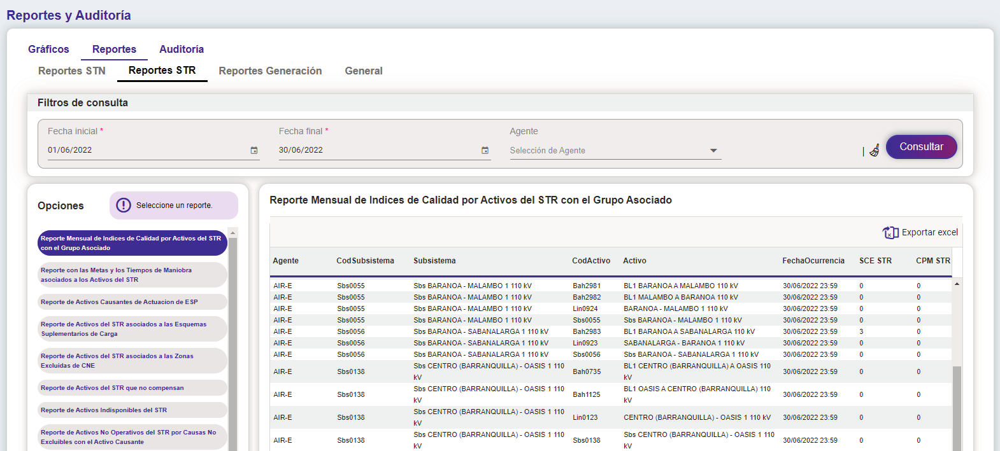 Reportes y Auditoría
Gráficos Reportes Auditoría
Reportes STN Reportes STR Reportes Generación General
Filtros de consulta
Fecha inicial * Fecha final * Agente
01/06/2022 30/06/2022 Selección de Agente
| Consultar
Opciones
Seleccione un reporte.
Reporte Mensual de Indices de Calidad por Activos del STR
con el Grupo Asociado
Reporte con las Metas y los Tiempos de Maniobra
asociados a los Activos del STR
Reporte de Activos Causantes de Actuacion de ESP
Reporte de Activos del STR asociados a las Esquemas
Suplementarios de Carga
Reporte de Activos del STR asociados a las Zonas
Excluidas de CNE
Reporte de Activos del STR que no compensan
Reporte de Activos Indisponibles del STR
Reporte de Activos No Operativos del STR por Causas No
Excluibles con el Activo Causante
Reporte Mensual de Indices de Calidad por Activos del STR con el Grupo Asociado
Exportar excel
Agente CodSubsistema Subsistema CodActivo Activo FechaOcurrencia SCE STR CPM STR
AIR-E Sbs0055 Sbs BARANOA - MALAMBO 1 110 kV Bah2981 BL1 BARANOA A MALAMBO 110 kV 30/06/2022 23:59 0 0
AIR-E Sbs0055 Sbs BARANOA - MALAMBO 1 110 kV Bah2982 BL1 MALAMBO A BARANOA 110 kV 30/06/2022 23:59 0 0
AIR-E Sbs0055 Sbs BARANOA - MALAMBO 1 110 kV Lin0924 BARANOA - MALAMBO 1 110 kV 30/06/2022 23:59 0 0
AIR-E Sbs0055 Sbs BARANOA - MALAMBO 1 110 kV Sbs0055 Sbs BARANOA - MALAMBO 1 110 kV 30/06/2022 23:59 0 0
AIR-E Sbs0056 Sbs BARANOA - SABANALARGA 1 110 kV Bah2983 BL1 BARANOA A SABANALARGA 110 kV 30/06/2022 23:59 3 0
AIR-E Sbs0056 Sbs BARANOA - SABANALARGA 1 110 kV Lin0923 SABANALARGA - BARANOA 1 110 kV 30/06/2022 23:59 0 0
AIR-E Sbs0056 Sbs BARANOA - SABANALARGA 1 110 kV Sbs0056 Sbs BARANOA - SABANALARGA 1 110 kV 30/06/2022 23:59 0 0
Sbs CENTRO (BARRANQUILLA) - OASIS 1 110 BL1 CENTRO (BARRANQUILLA) A OASIS 110
AIR-E Sbs0138 Bah0735 30/06/2022 23:59 0 0
kV kV
Sbs CENTRO (BARRANQUILLA) - OASIS 1 110 BL1 OASIS A CENTRO (BARRANQUILLA) 110
AIR-E Sbs0138 Bah1125 30/06/2022 23:59 0 0
kV kV
Sbs CENTRO (BARRANQUILLA) - OASIS 1 110
AIR-E Sbs0138 Lin0123 CENTRO (BARRANQUILLA) - OASIS 1 110 kV 30/06/2022 23:59 0 0
kV
Sbs CENTRO (BARRANQUILLA) - OASIS 1 110 Sbs CENTRO (BARRANQUILLA) - OASIS 1 110
AIR-E Sbs0138 Sbs0138 30/06/2022 23:59 0 0
kV kV